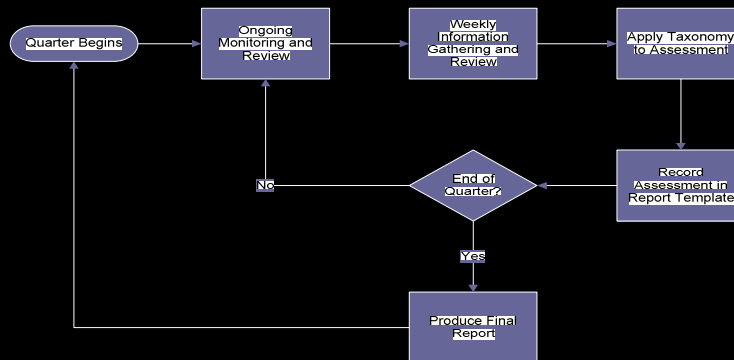 Quarter Begins
Ongoing
Monitoring and
Review
Weekly
Information
Gathering and
Review
Apply Taxonomy
to Assessment
Record
Assessment in
Report Template
End of
Quarter?
No
Yes
Produce Final
Report